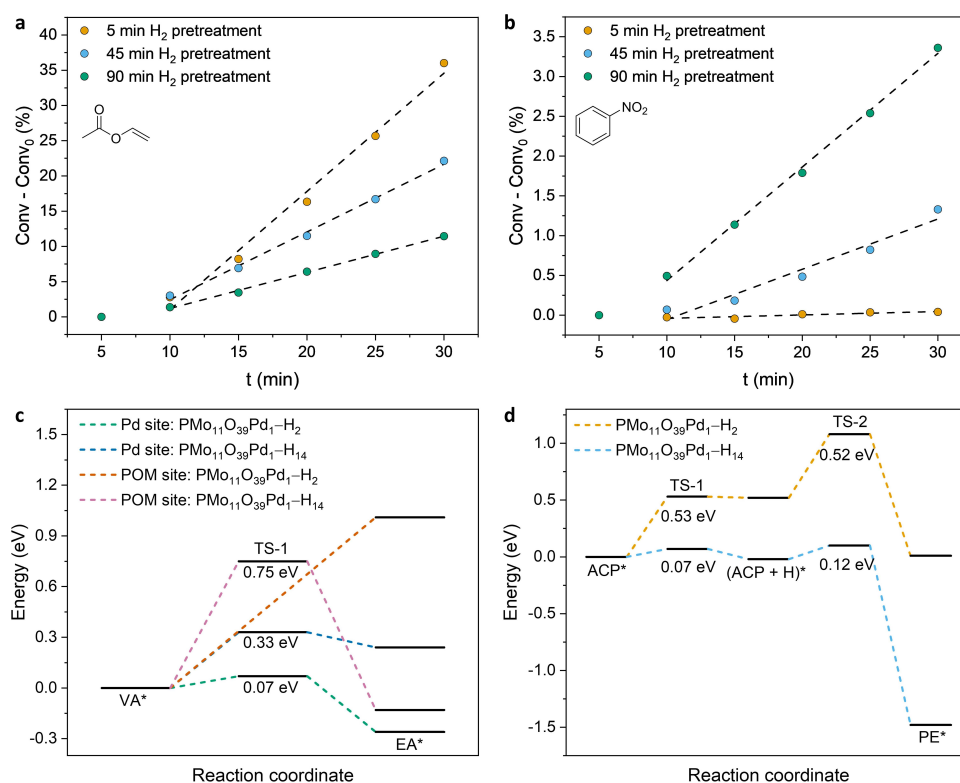 a
5 min H₂ pretreatment
45 min H₂ pretreatment
90 min H₂ pretreatment
O
O
Conv - Conv₀ (%)
40
35
30
25
20
15
10
5
0
5 10 15 20 25 30
t (min)
b
5 min H₂ pretreatment
45 min H₂ pretreatment
90 min H₂ pretreatment
NO₂
Conv - Conv₀ (%)
3.5
3.0
2.5
2.0
1.5
1.0
0.5
0.0
5 10 15 20 25 30
t (min)
c
Pd site: PMo₁₁O₃₉Pd₁–H₂
Pd site: PMo₁₁O₃₉Pd₁–H₁₄
POM site: PMo₁₁O₃₉Pd₁–H₂
POM site: PMo₁₁O₃₉Pd₁–H₁₄
Energy (eV)
1.5
1.2
0.9
0.6
0.3
0.0
-0.3
TS-1
0.75 eV
0.33 eV
0.07 eV
VA*
EA*
Reaction coordinate
d
PMo₁₁O₃₉Pd₁–H₂
PMo₁₁O₃₉Pd₁–H₁₄
Energy (eV)
1.0
0.5
0.0
-0.5
-1.0
-1.5
TS-2
0.52 eV
TS-1
0.53 eV
ACP*
0.07 eV
(ACP + H)*
0.12 eV
PE*
Reaction coordinate